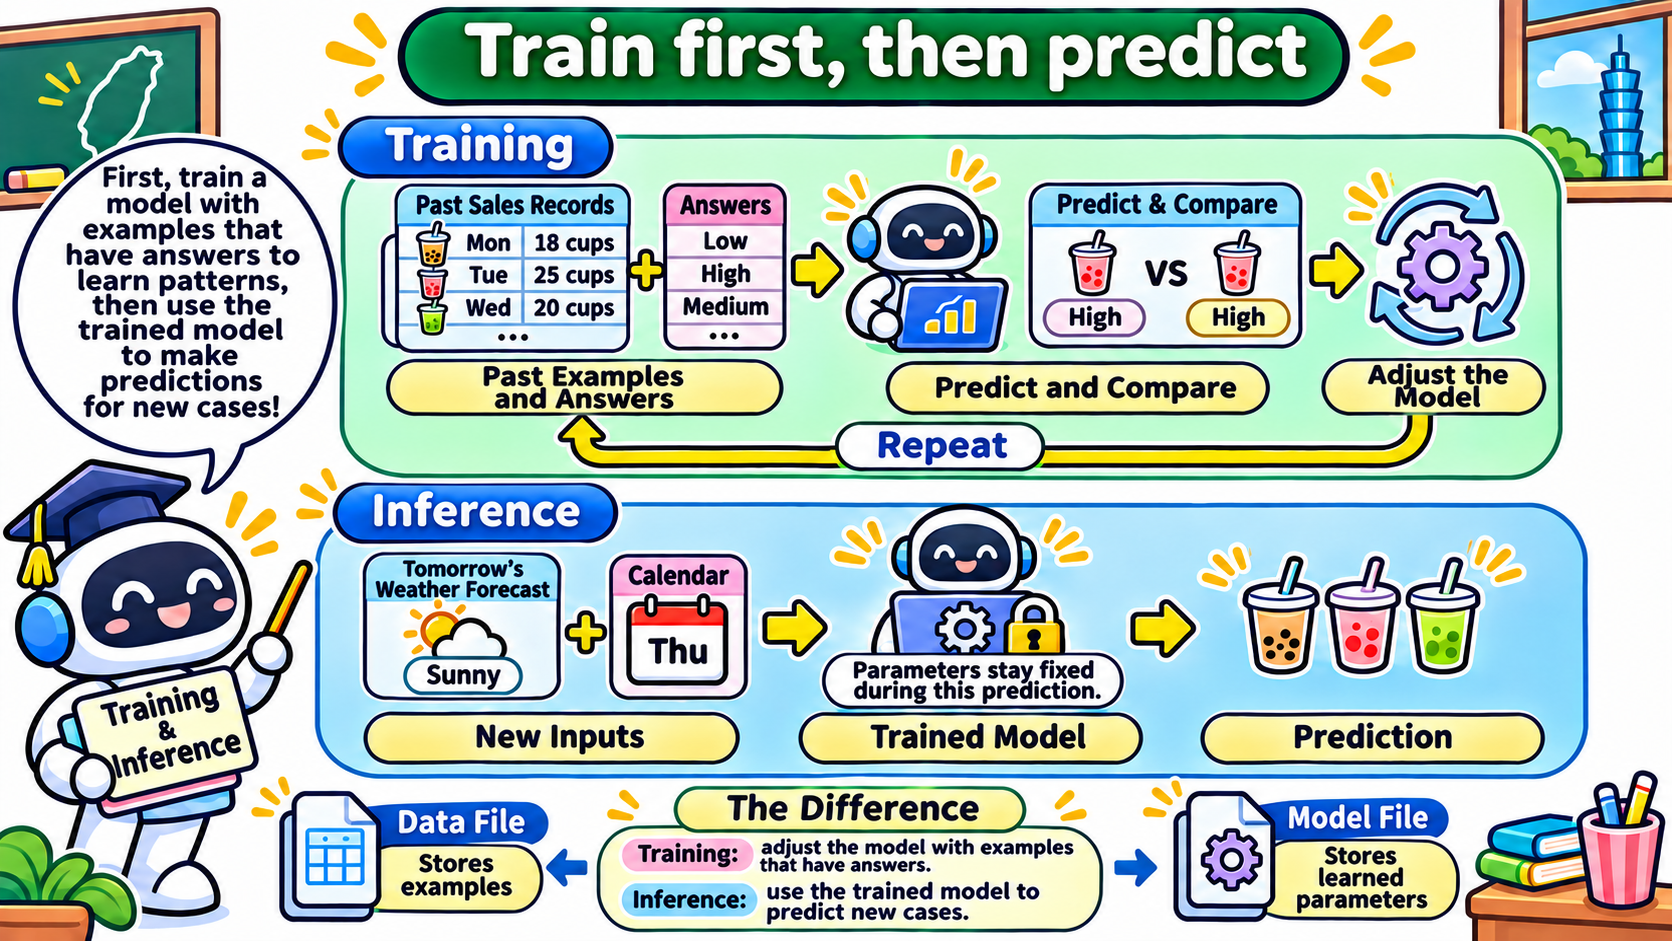 Train first, then predict
First, train a
model with
examples that
have answers to
learn patterns,
then use the
trained model
to make
predictions
for new cases!
Training
Past Sales Records
Mon 18 cups
Tue 25 cups
Wed 20 cups
...
Answers
Low
High
Medium
...
Predict & Compare
VS
High
High
Past Examples
and Answers
Predict and Compare
Adjust the
Model
Repeat
Inference
Tomorrow's
Weather Forecast
Sunny
Calendar
Thu
Parameters stay fixed
during this prediction.
New Inputs
Trained Model
Prediction
Training
&
Inference
Data File
Stores
examples
The Difference
Training: adjust the model with examples
that have answers.
Inference: use the trained model to
predict new cases.
Model File
Stores
learned
parameters